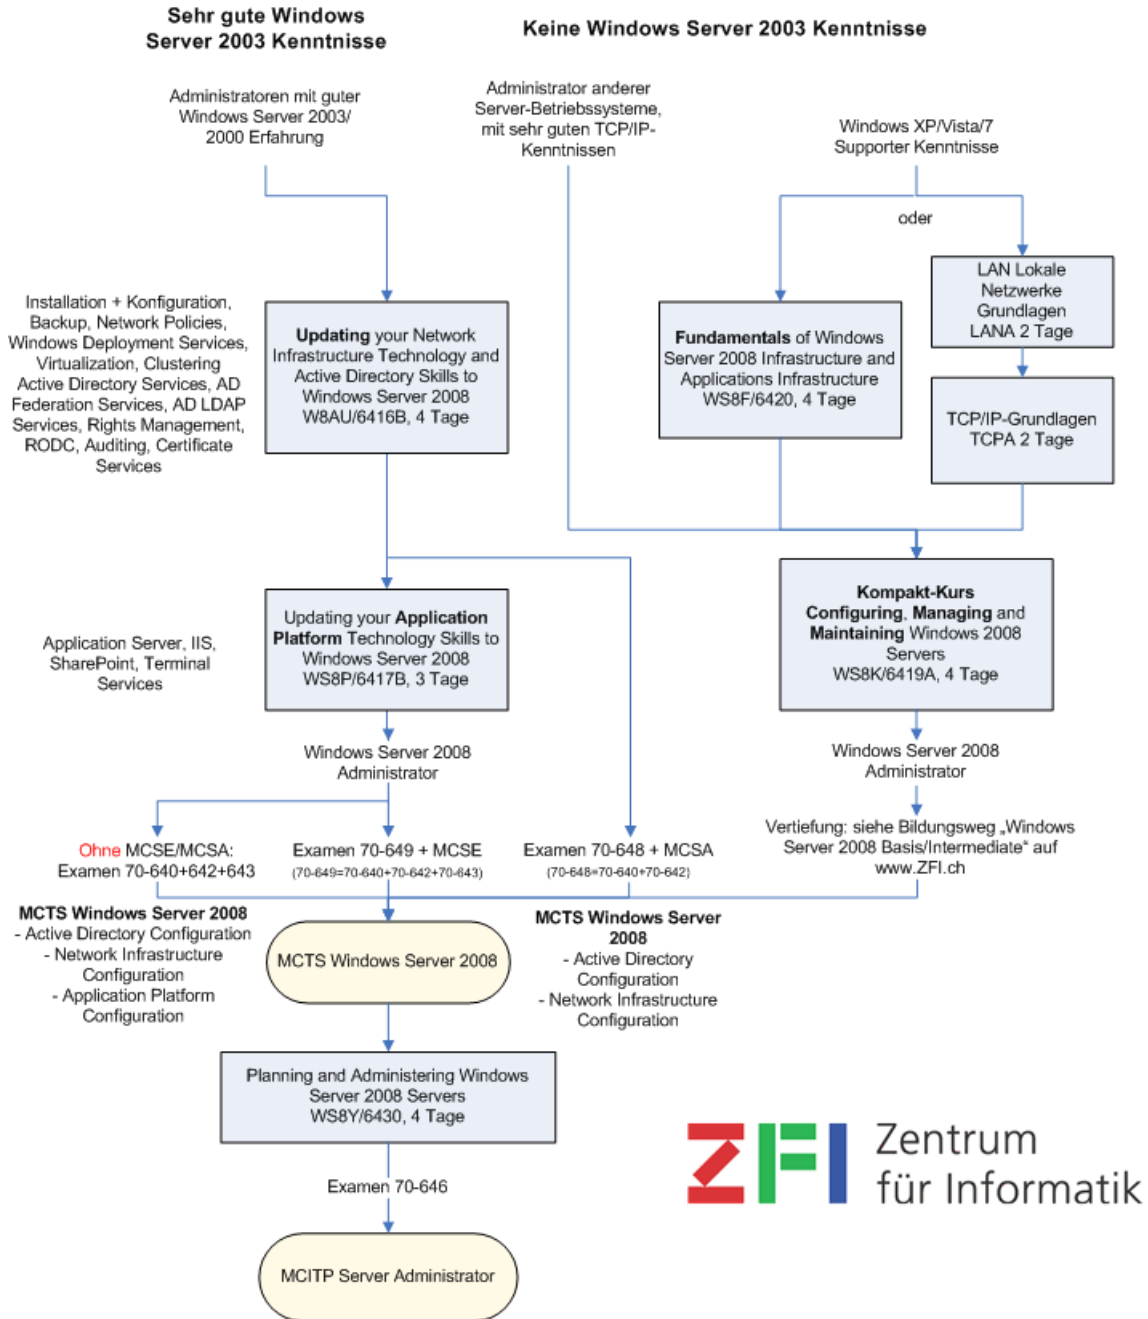 Sehr gute Windows
Server 2003 Kenntnisse
Keine Windows Server 2003 Kenntnisse
Administratoren mit guter
Windows Server 2003/
2000 Erfahrung
Administrator anderer
Server-Betriebssysteme,
mit sehr guten TCP/IP-
Kenntnissen
Windows XP/Vista/7
Supporter Kenntnisse
oder
Installation + Konfiguration,
Backup, Network Policies,
Windows Deployment Services,
Virtualization, Clustering
Active Directory Services, AD
Federation Services, AD LDAP
Services, Rights Management,
RODC, Auditing, Certificate
Services
Updating your Network
Infrastructure Technology and
Active Directory Skills to
Windows Server 2008
W8AU/6416B, 4 Tage
Fundamentals of Windows
Server 2008 Infrastructure and
Applications Infrastructure
WS8F/6420, 4 Tage
LAN Lokale
Netzwerke
Grundlagen
LANA 2 Tage
TCP/IP-Grundlagen
TCPA 2 Tage
Application Server, IIS,
SharePoint, Terminal
Services
Updating your Application
Platform Technology Skills to
Windows Server 2008
WS8P/6417B, 3 Tage
Kompakt-Kurs
Configuring, Managing and
Maintaining Windows 2008
Servers
WS8K/6419A, 4 Tage
Windows Server 2008
Administrator
Windows Server 2008
Administrator
Ohne MCSE/MCSA:
Examen 70-640+642+643
Examen 70-649 + MCSE
(70-649=70-640+70-642+70-643)
Examen 70-648 + MCSA
(70-648=70-640+70-642)
Vertiefung: siehe Bildungsweg „Windows
Server 2008 Basis/Intermediate“ auf
www.ZFI.ch
MCTS Windows Server 2008
- Active Directory Configuration
- Network Infrastructure
Configuration
- Application Platform
Configuration
MCTS Windows Server 2008
MCTS Windows Server
2008
- Active Directory
Configuration
- Network Infrastructure
Configuration
Planning and Administering Windows
Server 2008 Servers
WS8Y/6430, 4 Tage
Examen 70-646
MCITP Server Administrator
ZFI Zentrum
für Informatik